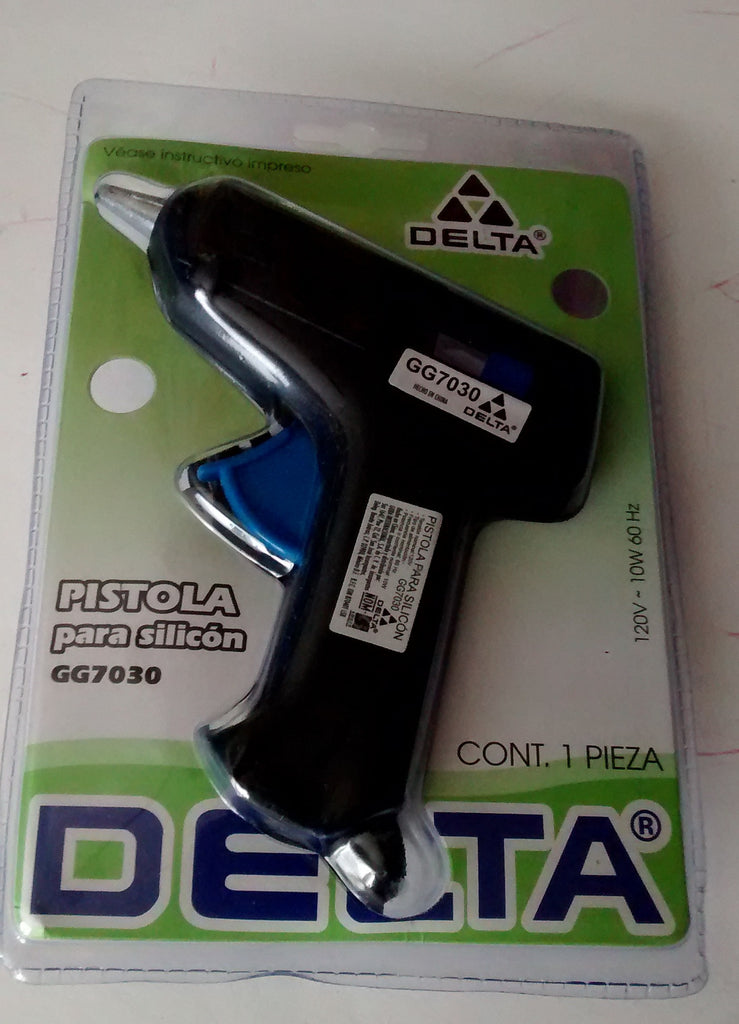 Véase instructivo impreso
DELTA®
GG7030
HECHO EN CHINA
DELTA®
PISTOLA PARA SILICON
GG7030
DELTA
NOM
120V ~ 10W 60 Hz
PISTOLA
para silicón
GG7030
CONT. 1 PIEZA
DELTA®